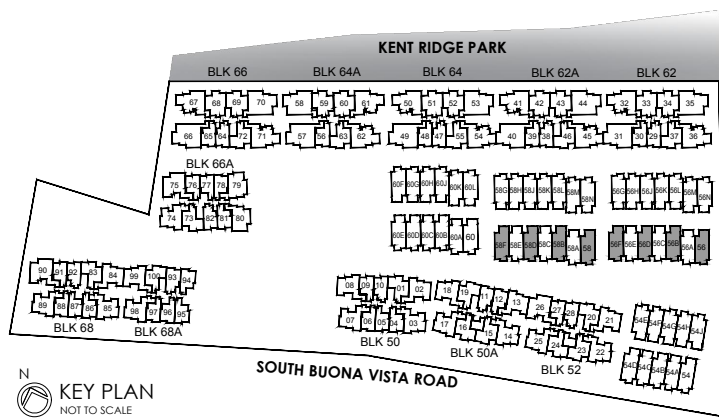 KENT RIDGE PARK
BLK 66 BLK 64A BLK 64 BLK 62A BLK 62
67 68 69 70 58 59 60 61 50 51 52 53 41 42 43 44 32 33 34 35
66 65 64 72 71 57 56 63 62 49 48 47 55 54 40 39 38 46 45 31 30 29 37 36
BLK 66A
75 76 77 78 79 60F 60G 60H 60J 60K 60L 58G 58H 58J 58K 58L 58M 58N 56G 56H 56J 56K 56L 56M 56N
74 73 82 81 80 60E 60D 60C 60B 60A 60 58F 58E 58D 58C 58B 58A 58 56F 56E 56D 56C 56B 56A 56
90 91 92 83 84 99 100 93 94 08 09 10 01 02 18 19 11 12 13 26 27 28 20 21 54E 54F 54G 54H 54J
89 88 87 86 85 98 97 96 95 07 06 05 04 03 17 16 15 14 25 24 23 22 54D 54C 54B 54A 54
BLK 68 BLK 68A BLK 50 BLK 50A BLK 52
SOUTH BUONA VISTA ROAD
N
KEY PLAN
NOT TO SCALE